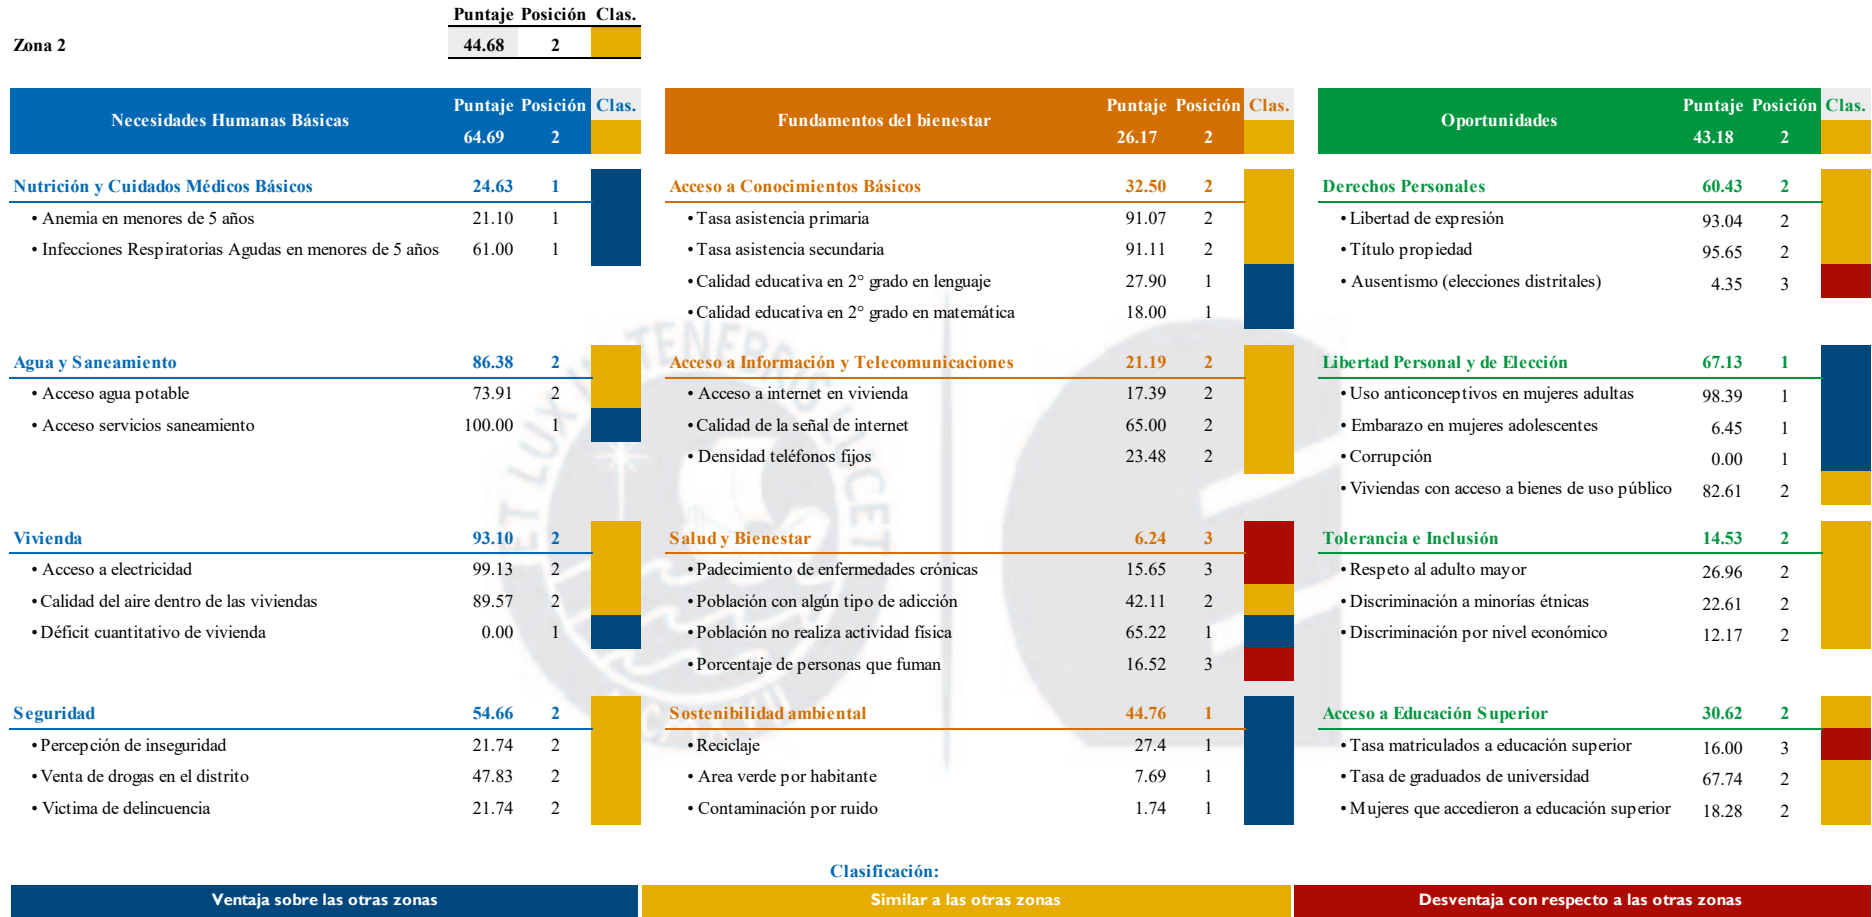 Puntaje Posición Clas.
Zona 2 44.68 2
Necesidades Humanas Básicas Puntaje Posición Clas.
64.69 2
Nutrición y Cuidados Médicos Básicos 24.63 1
• Anemia en menores de 5 años 21.10 1
• Infecciones Respiratorias Agudas en menores de 5 años 61.00 1
Agua y Saneamiento 86.38 2
• Acceso agua potable 73.91 2
• Acceso servicios saneamiento 100.00 1
Vivienda 93.10 2
• Acceso a electricidad 99.13 2
• Calidad del aire dentro de las viviendas 89.57 2
• Déficit cuantitativo de vivienda 0.00 1
Seguridad 54.66 2
• Percepción de inseguridad 21.74 2
• Venta de drogas en el distrito 47.83 2
• Victima de delincuencia 21.74 2
Fundamentos del bienestar Puntaje Posición Clas.
26.17 2
Acceso a Conocimientos Básicos 32.50 2
• Tasa asistencia primaria 91.07 2
• Tasa asistencia secundaria 91.11 2
• Calidad educativa en 2° grado en lenguaje 27.90 1
• Calidad educativa en 2° grado en matemática 18.00 1
Acceso a Información y Telecomunicaciones 21.19 2
• Acceso a internet en vivienda 17.39 2
• Calidad de la señal de internet 65.00 2
• Densidad teléfonos fijos 23.48 2
Salud y Bienestar 6.24 3
• Padecimiento de enfermedades crónicas 15.65 3
• Población con algún tipo de adicción 42.11 2
• Población no realiza actividad física 65.22 1
• Porcentaje de personas que fuman 16.52 3
Sostenibilidad ambiental 44.76 1
• Reciclaje 27.4 1
• Area verde por habitante 7.69 1
• Contaminación por ruido 1.74 1
Oportunidades Puntaje Posición Clas.
43.18 2
Derechos Personales 60.43 2
• Libertad de expresión 93.04 2
• Título propiedad 95.65 2
• Ausentismo (elecciones distritales) 4.35 3
Libertad Personal y de Elección 67.13 1
• Uso anticonceptivos en mujeres adultas 98.39 1
• Embarazo en mujeres adolescentes 6.45 1
• Corrupción 0.00 1
• Viviendas con acceso a bienes de uso público 82.61 2
Tolerancia e Inclusión 14.53 2
• Respeto al adulto mayor 26.96 2
• Discriminación a minorías étnicas 22.61 2
• Discriminación por nivel económico 12.17 2
Acceso a Educación Superior 30.62 2
• Tasa matriculados a educación superior 16.00 3
• Tasa de graduados de universidad 67.74 2
• Mujeres que accedieron a educación superior 18.28 2
Clasificación:
Ventaja sobre las otras zonas
Similar a las otras zonas
Desventaja con respecto a las otras zonas
ET LUX IN TENEBRIS LUCET